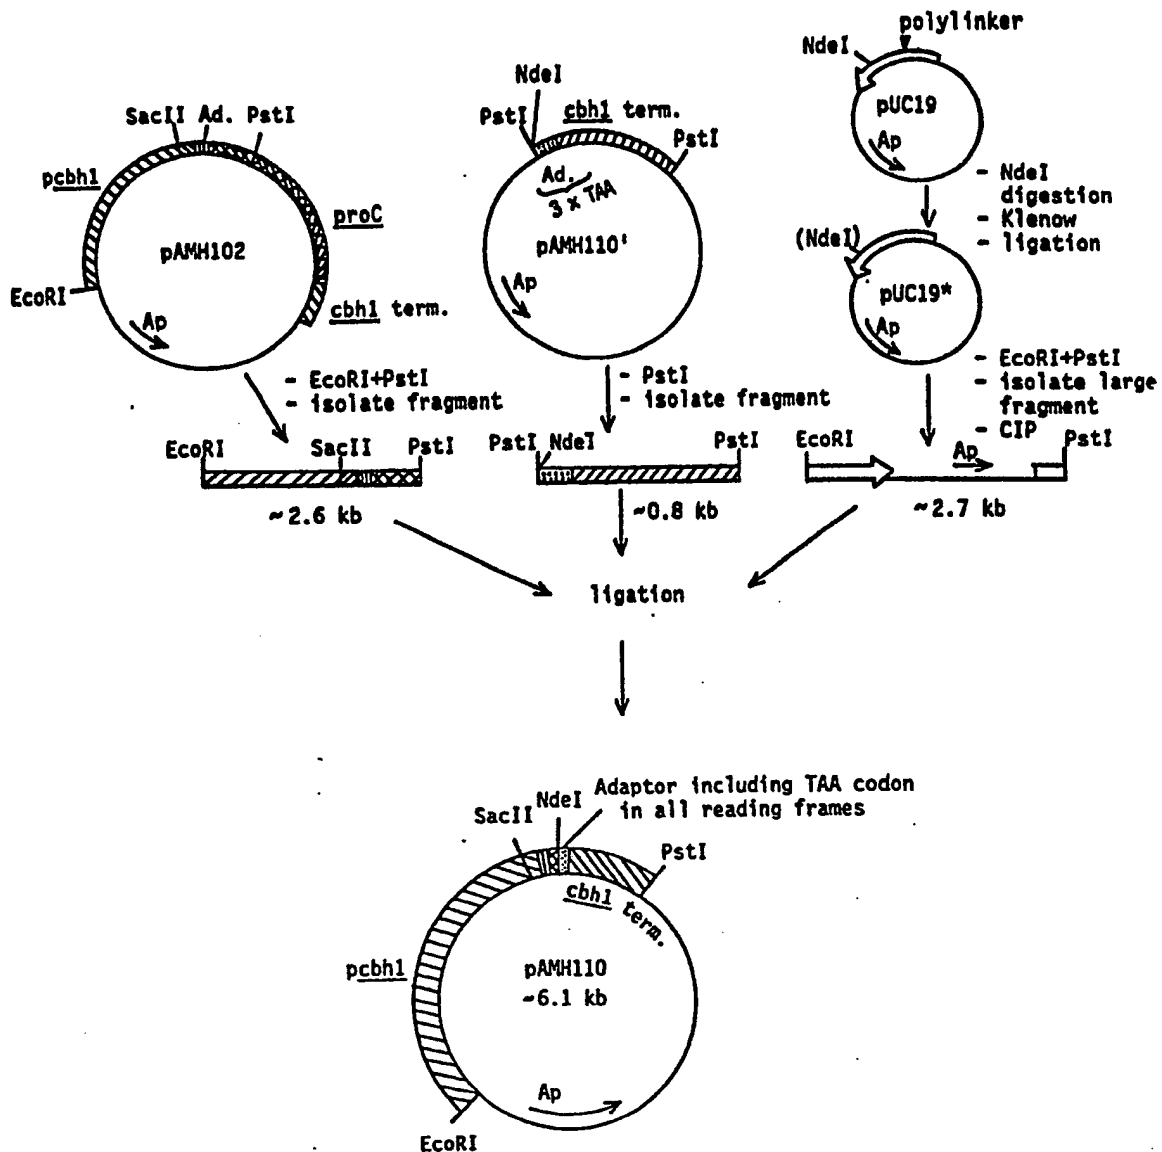 SacII Ad. PstI
pcbh1
proC
pAMH102
EcoRI
cbh1 term.
Ap
- EcoRI+PstI
- isolate fragment
NdeI
PstI
cbh1 term.
PstI
Ad.
3 x TAA
pAMH110'
Ap
- PstI
- isolate fragment
polylinker
NdeI
pUC19
Ap
- NdeI
digestion
- Klenow
- ligation
(NdeI)
pUC19*
Ap
- EcoRI+PstI
- isolate large
fragment
- CIP
EcoRI SacII PstI
~2.6 kb
PstI NdeI PstI
~0.8 kb
EcoRI Ap PstI
~2.7 kb
ligation
Adaptor including TAA codon
in all reading frames
SacII NdeI
PstI
cbh1 term.
pcbh1
pAMH110
~6.1 kb
Ap
EcoRI